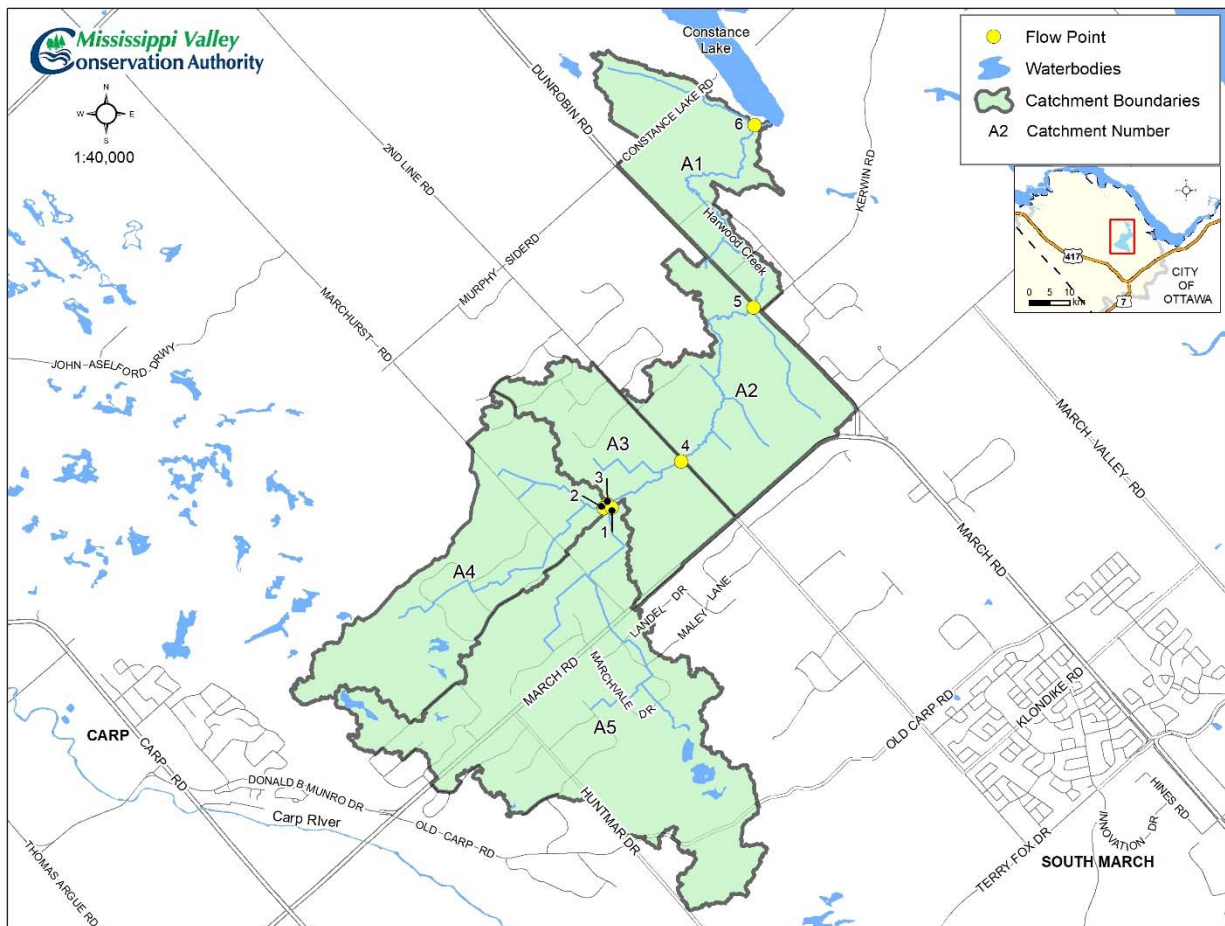 Mississippi Valley
Conservation Authority
N
W
E
S
1:40,000
Constance
Lake
Flow Point
Waterbodies
Catchment Boundaries
A2 Catchment Number
417
7
CITY
OF
OTTAWA
0 5 10
km
DUNROBIN RD
CONSTANCE LAKE RD
6
A1
KERWIN RD
2ND LINE RD
Harwood Creek
MURPHY SIDERD
MARCHURST RD
5
JOHN ASELFORD DRWY
A2
A3
4
3
2
1
MARCH VALLEY RD
MARCH RD
A4
LANDEL DR
MALEY LANE
MARCH RD
MARCHVALE DR
A5
OLD CARP RD
KLONDIKE RD
CARP
CARP RD
DONALD B MUNRO DR
Carp River
OLD CARP RD
HUNTMAR DR
HINES RD
INNOVATION DR
TERRY FOX DR
SOUTH MARCH
THOMAS ARGUE RD